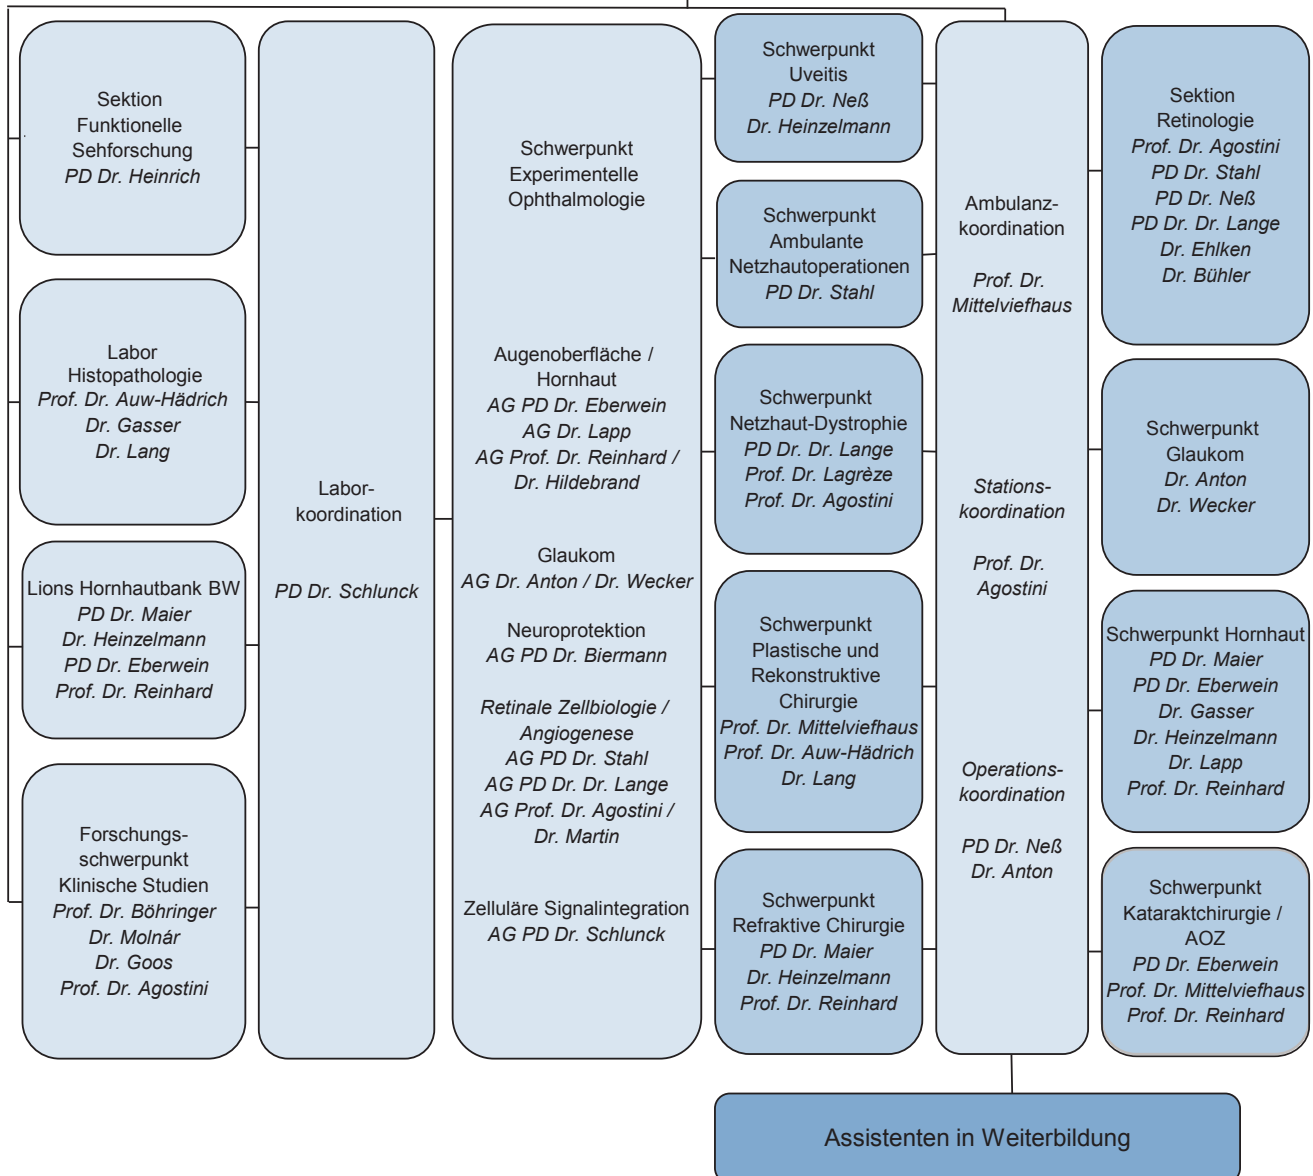 Sektion
Funktionelle
Sehforschung
PD Dr. Heinrich
Labor
Histopathologie
Prof. Dr. Auw-Hädrich
Dr. Gasser
Dr. Lang
Lions Hornhautbank BW
PD Dr. Maier
Dr. Heinzelmann
PD Dr. Eberwein
Prof. Dr. Reinhard
Forschungs-
schwerpunkt
Klinische Studien
Prof. Dr. Böhringer
Dr. Molnár
Dr. Goos
Prof. Dr. Agostini
Labor-
koordination
PD Dr. Schlunck
Schwerpunkt
Experimentelle
Ophthalmologie
Augenoberfläche /
Hornhaut
AG PD Dr. Eberwein
AG Dr. Lapp
AG Prof. Dr. Reinhard /
Dr. Hildebrand
Glaukom
AG Dr. Anton / Dr. Wecker
Neuroprotektion
AG PD Dr. Biermann
Retinale Zellbiologie /
Angiogenese
AG PD Dr. Stahl
AG PD Dr. Dr. Lange
AG Prof. Dr. Agostini /
Dr. Martin
Zelluläre Signalintegration
AG PD Dr. Schlunck
Schwerpunkt
Uveitis
PD Dr. Neß
Dr. Heinzelmann
Schwerpunkt
Ambulante
Netzhautoperationen
PD Dr. Stahl
Schwerpunkt
Netzhaut-Dystrophie
PD Dr. Dr. Lange
Prof. Dr. Lagrèze
Prof. Dr. Agostini
Schwerpunkt
Plastische und
Rekonstruktive
Chirurgie
Prof. Dr. Mittelviefhaus
Prof. Dr. Auw-Hädrich
Dr. Lang
Schwerpunkt
Refraktive Chirurgie
PD Dr. Maier
Dr. Heinzelmann
Prof. Dr. Reinhard
Ambulanz-
koordination
Prof. Dr.
Mittelviefhaus
Stations-
koordination
Prof. Dr.
Agostini
Operations-
koordination
PD Dr. Neß
Dr. Anton
Sektion
Retinologie
Prof. Dr. Agostini
PD Dr. Stahl
PD Dr. Neß
PD Dr. Dr. Lange
Dr. Ehlken
Dr. Bühler
Schwerpunkt
Glaukom
Dr. Anton
Dr. Wecker
Schwerpunkt Hornhaut
PD Dr. Maier
PD Dr. Eberwein
Dr. Gasser
Dr. Heinzelmann
Dr. Lapp
Prof. Dr. Reinhard
Schwerpunkt
Kataraktchirurgie /
AOZ
PD Dr. Eberwein
Prof. Dr. Mittelviefhaus
Prof. Dr. Reinhard
Assistenten in Weiterbildung